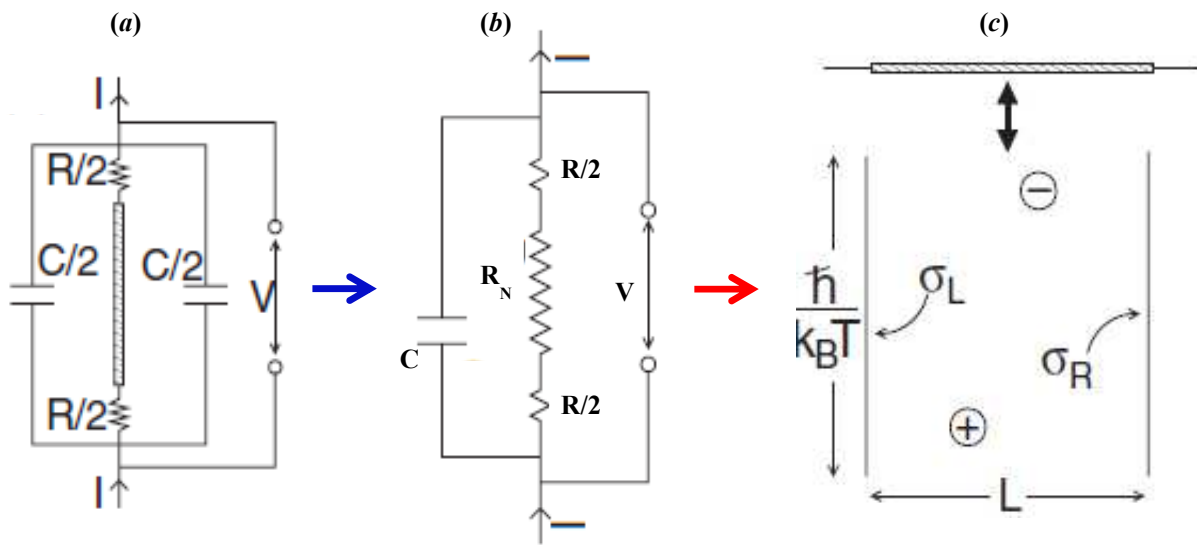 (a)
I
R/2
C/2
C/2
V
R/2
I
(b)
I
R/2
R_N
V
C
R/2
I
(c)
−
ħ
k_BT
σ_L
σ_R
+
L